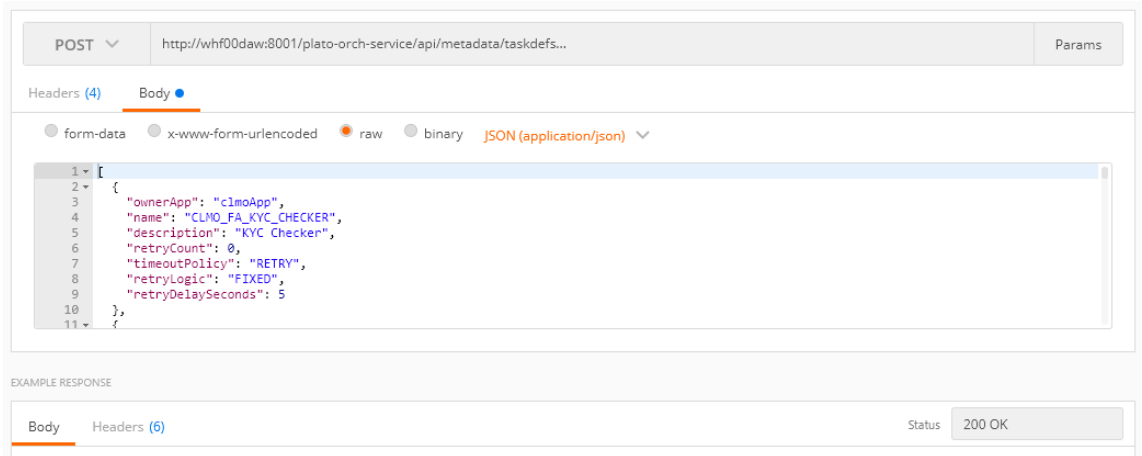 POST http://whf00daw:8001/plato-orch-service/api/metadata/taskdefs... Params
Headers (4) Body
form-data x-www-form-urlencoded raw binary JSON (application/json)
1 [
2 {
3 "ownerApp": "clmoApp",
4 "name": "CLMO_FA_KYC_CHECKER",
5 "description": "KYC Checker",
6 "retryCount": 0,
7 "timeoutPolicy": "RETRY",
8 "retryLogic": "FIXED",
9 "retryDelaySeconds": 5
10 },
11 {
EXAMPLE RESPONSE
Body Headers (6) Status 200 OK